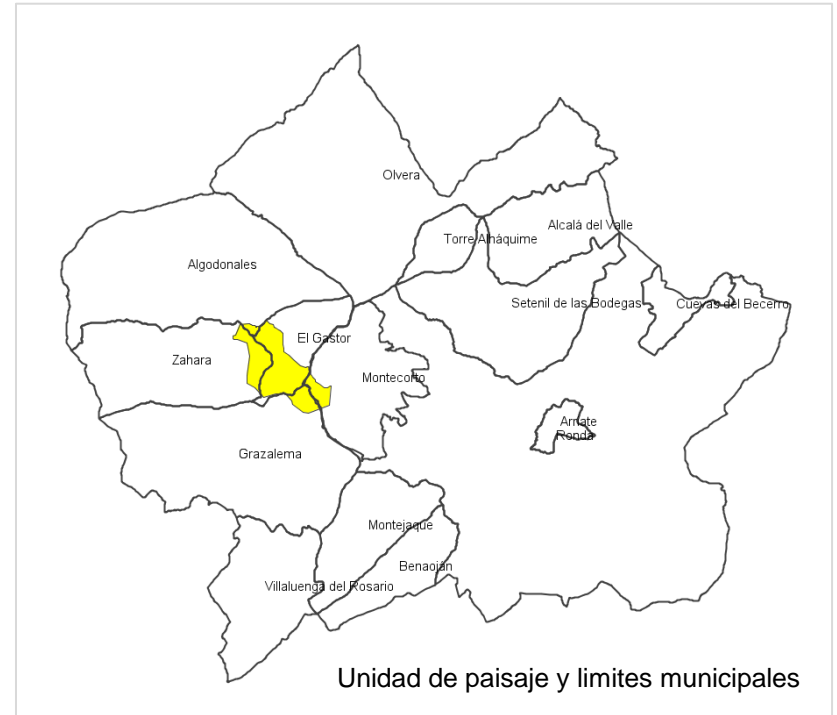 Olvera
Alcalá del Valle
Torre Alháquime
Algodonales
Setenil de las Bodegas
Cuevas del Becerro
El Gastor
Zahara
Montecorto
Arriate
Ronda
Grazalema
Montejaque
Benaoján
Villaluenga del Rosario
Unidad de paisaje y limites municipales